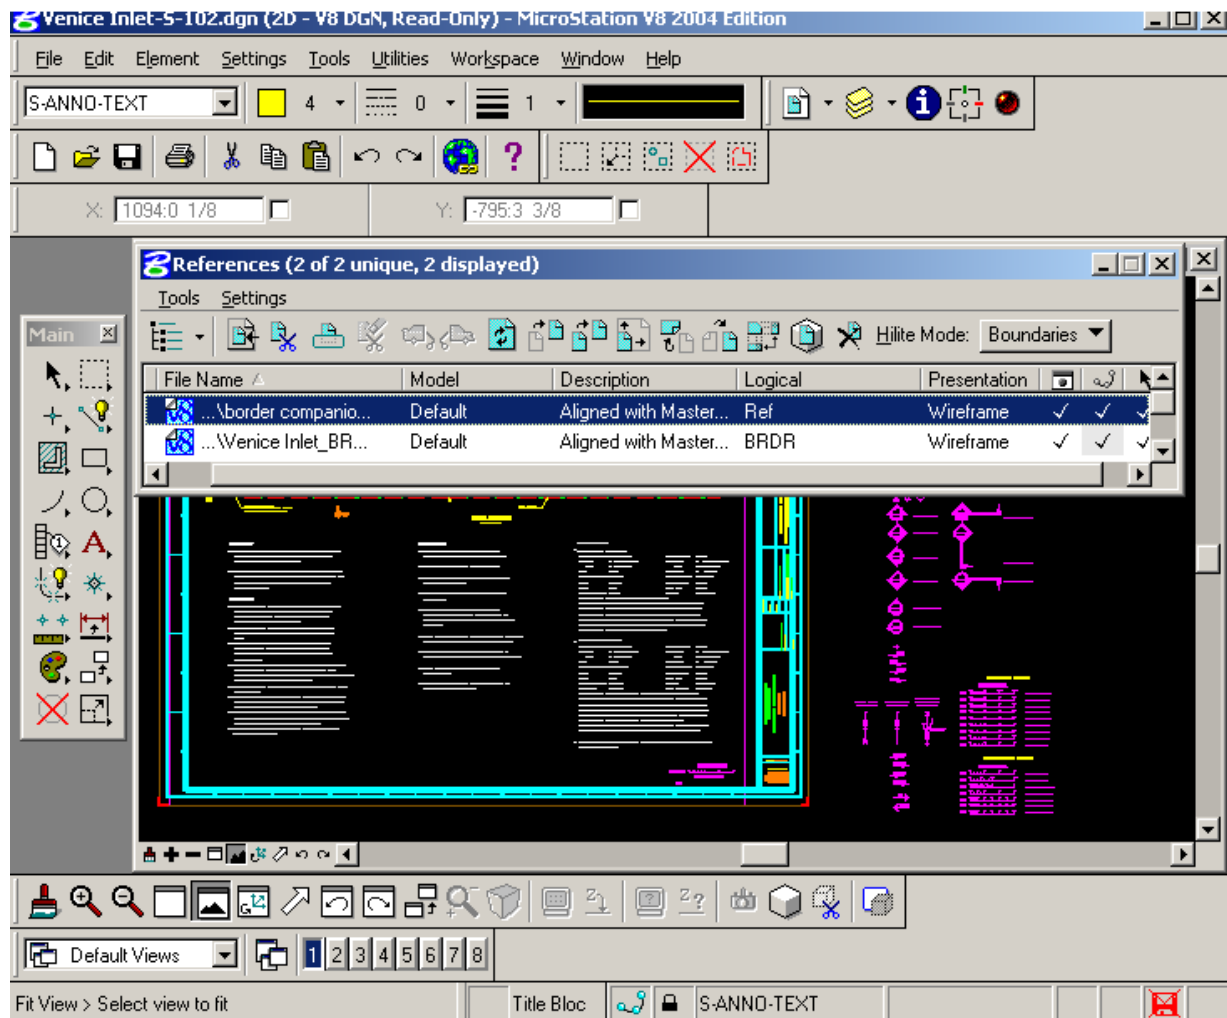 Venice Inlet-S-102.dgn (2D - V8 DGN, Read-Only) - MicroStation V8 2004 Edition
File Edit Element Settings Tools Utilities Workspace Window Help
S-ANNO-TEXT 4 0 1
X: 1094:0 1/8 Y: -795:3 3/8
References (2 of 2 unique, 2 displayed)
Tools Settings
Main
Hilite Mode: Boundaries
File Name Model Description Logical Presentation
...\border companio... Default Aligned with Master... Ref Wireframe
...\Venice Inlet_BR... Default Aligned with Master... BRDR Wireframe
Default Views 1 2 3 4 5 6 7 8
Fit View > Select view to fit Title Bloc S-ANNO-TEXT